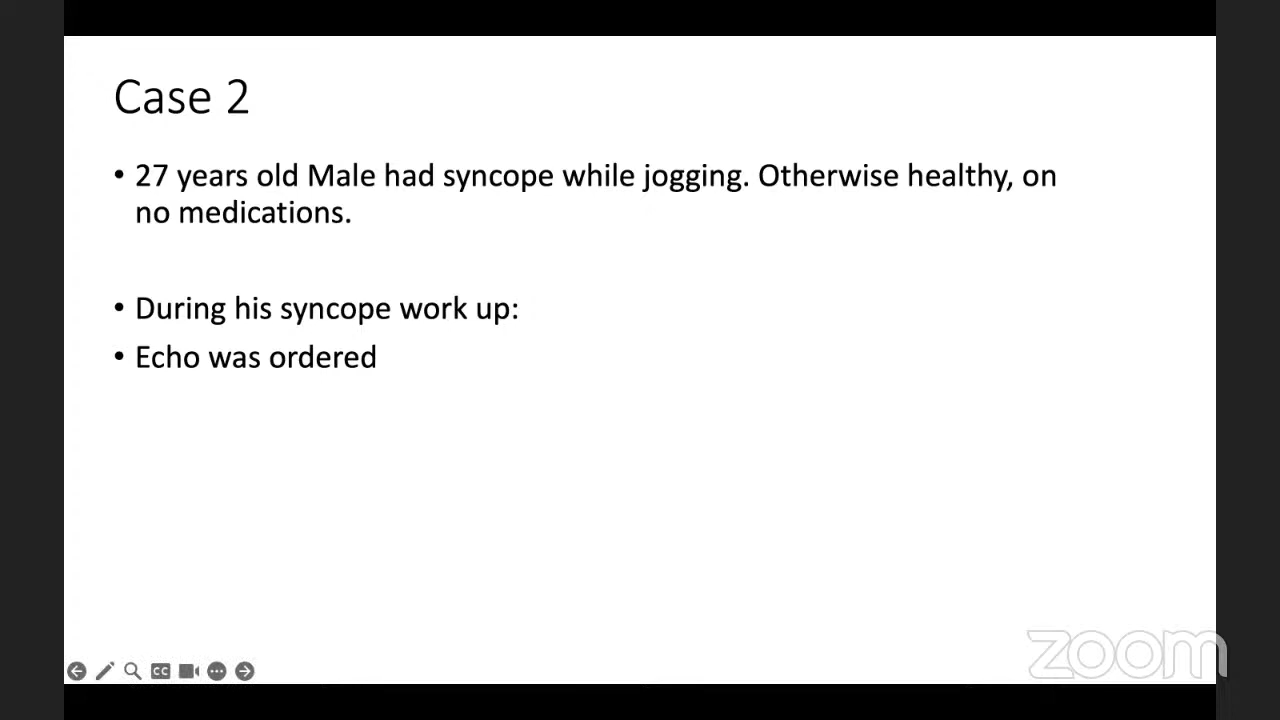 Case 2
• 27 years old Male had syncope while jogging. Otherwise healthy, on
no medications.
• During his syncope work up:
• Echo was ordered
CC
zoom